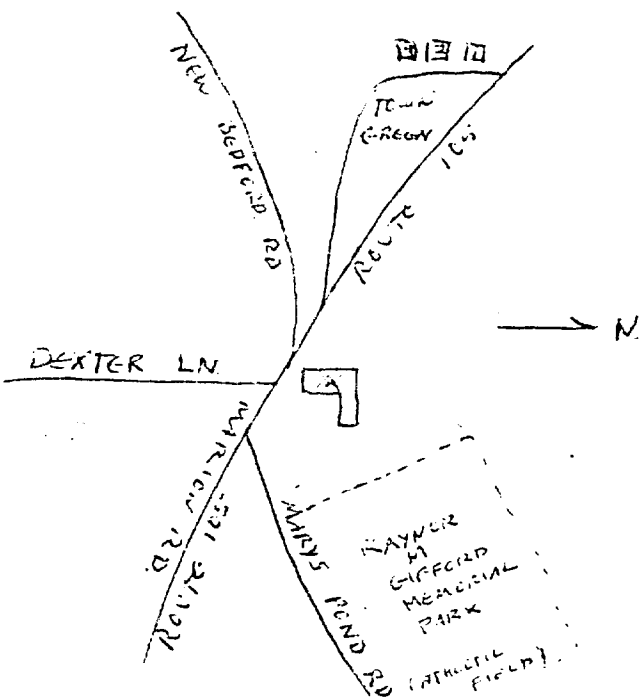 NEW BEDFORD RD
TOWN
GREEN
ROUTE 105
N
DEXTER LN.
MARION RD.
ROUTE 105
MARYS POND RD
RAYNER
M
GIFFORD
MEMORIAL
PARK
(ATHLETIC
FIELD)